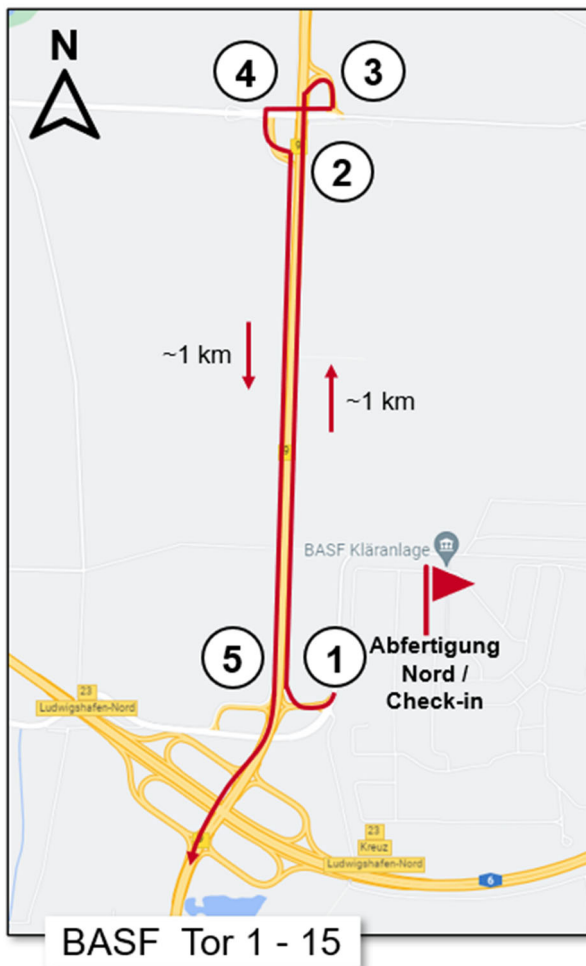 N
4
3
9
2
~1 km
~1 km
9
BASF Kläranlage
Abfertigung
Nord /
Check-in
5
1
23
Ludwigshafen-Nord
23
Kreuz
Ludwigshafen-Nord
6
BASF Tor 1 - 15